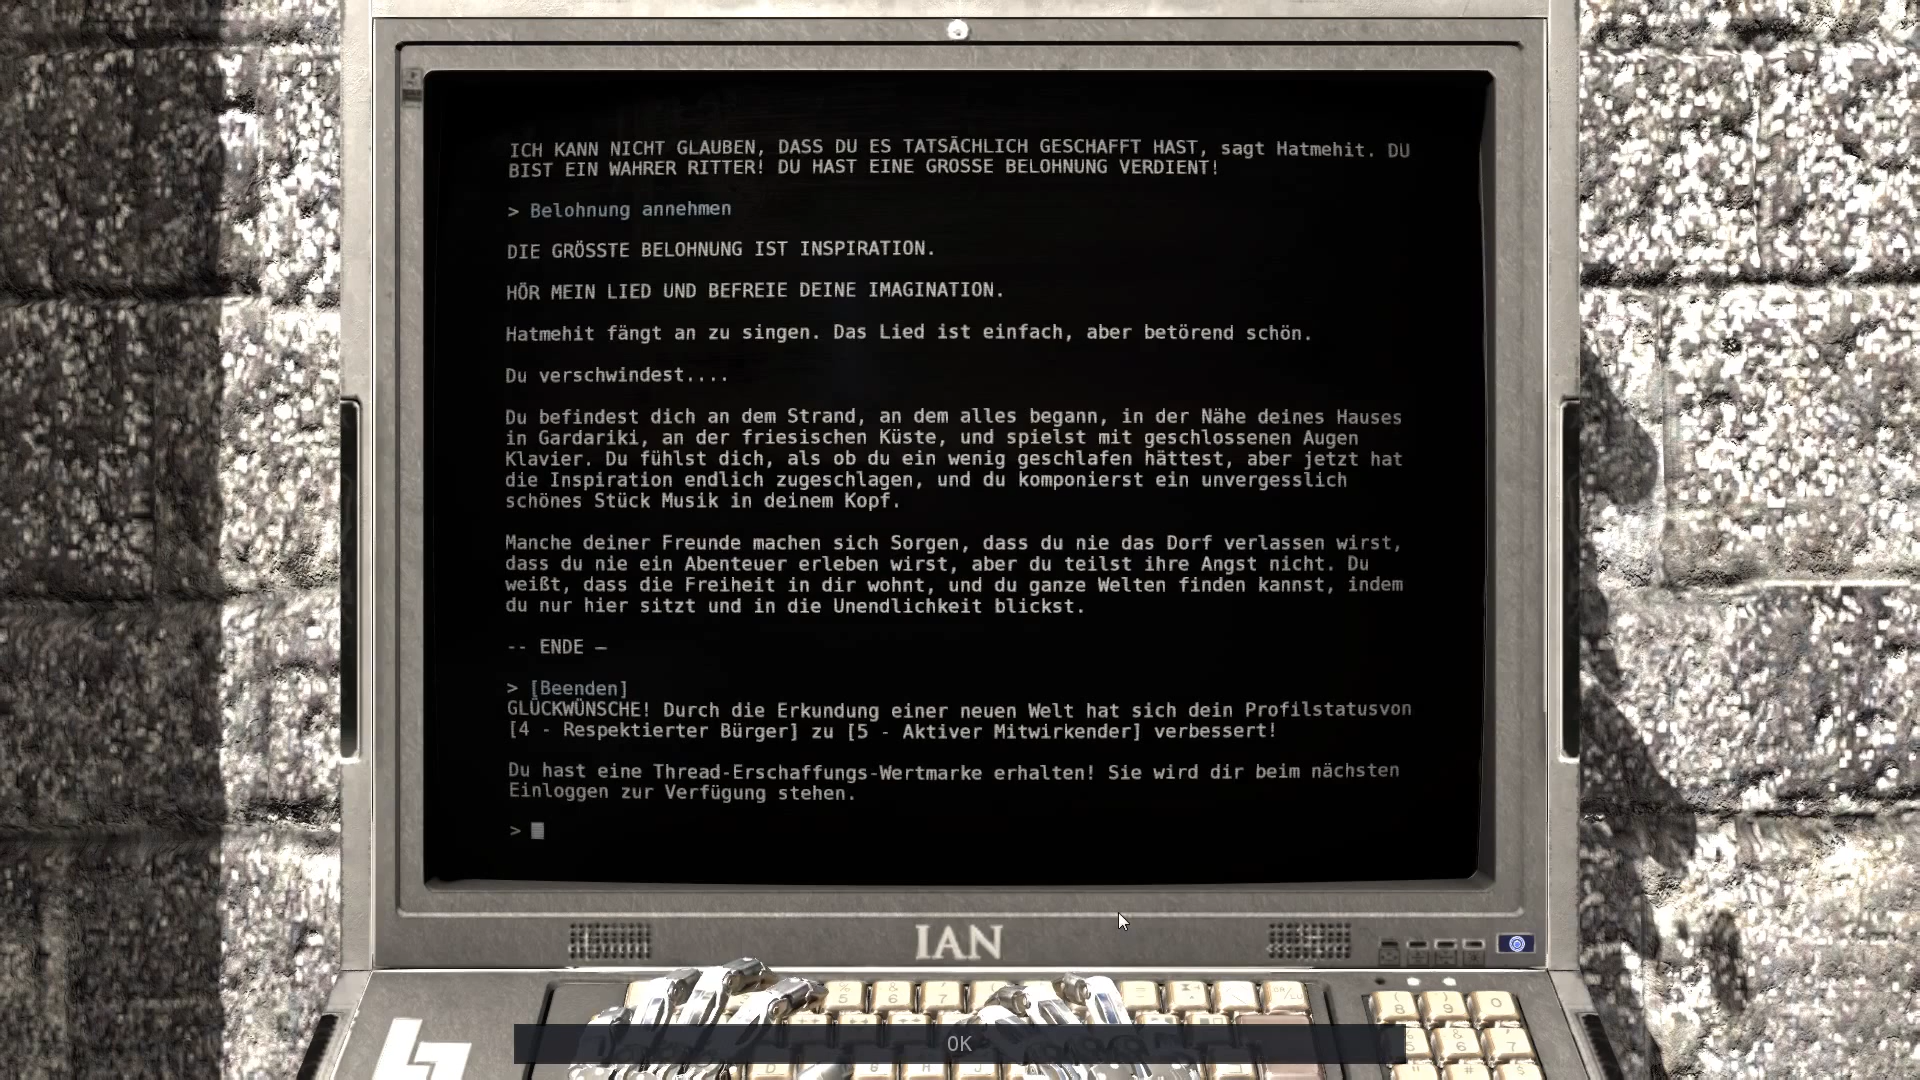 ICH KANN NICHT GLAUBEN, DASS DU ES TATSÄCHLICH GESCHAFFT HAST, sagt Hatmehit. DU
BIST EIN WAHRER RITTER! DU HAST EINE GROSSE BELOHNUNG VERDIENT!
> Belohnung annehmen
DIE GRÖSSTE BELOHNUNG IST INSPIRATION.
HÖR MEIN LIED UND BEFREIE DEINE IMAGINATION.
Hatmehit fängt an zu singen. Das Lied ist einfach, aber betörend schön.
Du verschwindest....
Du befindest dich an dem Strand, an dem alles begann, in der Nähe deines Hauses
in Gardariki, an der friesischen Küste, und spielst mit geschlossenen Augen
Klavier. Du fühlst dich, als ob du ein wenig geschlafen hättest, aber jetzt hat
die Inspiration endlich zugeschlagen, und du komponierst ein unvergesslich
schönes Stück Musik in deinem Kopf.
Manche deiner Freunde machen sich Sorgen, dass du nie das Dorf verlassen wirst,
dass du nie ein Abenteuer erleben wirst, aber du teilst ihre Angst nicht. Du
weißt, dass die Freiheit in dir wohnt, und du ganze Welten finden kannst, indem
du nur hier sitzt und in die Unendlichkeit blickst.
-- ENDE —
> [Beenden]
GLÜCKWÜNSCHE! Durch die Erkundung einer neuen Welt hat sich dein Profilstatusvon
[4 - Respektierter Bürger] zu [5 - Aktiver Mitwirkender] verbessert!
Du hast eine Thread-Erschaffungs-Wertmarke erhalten! Sie wird dir beim nächsten
Einloggen zur Verfügung stehen.
>
IAN
OK